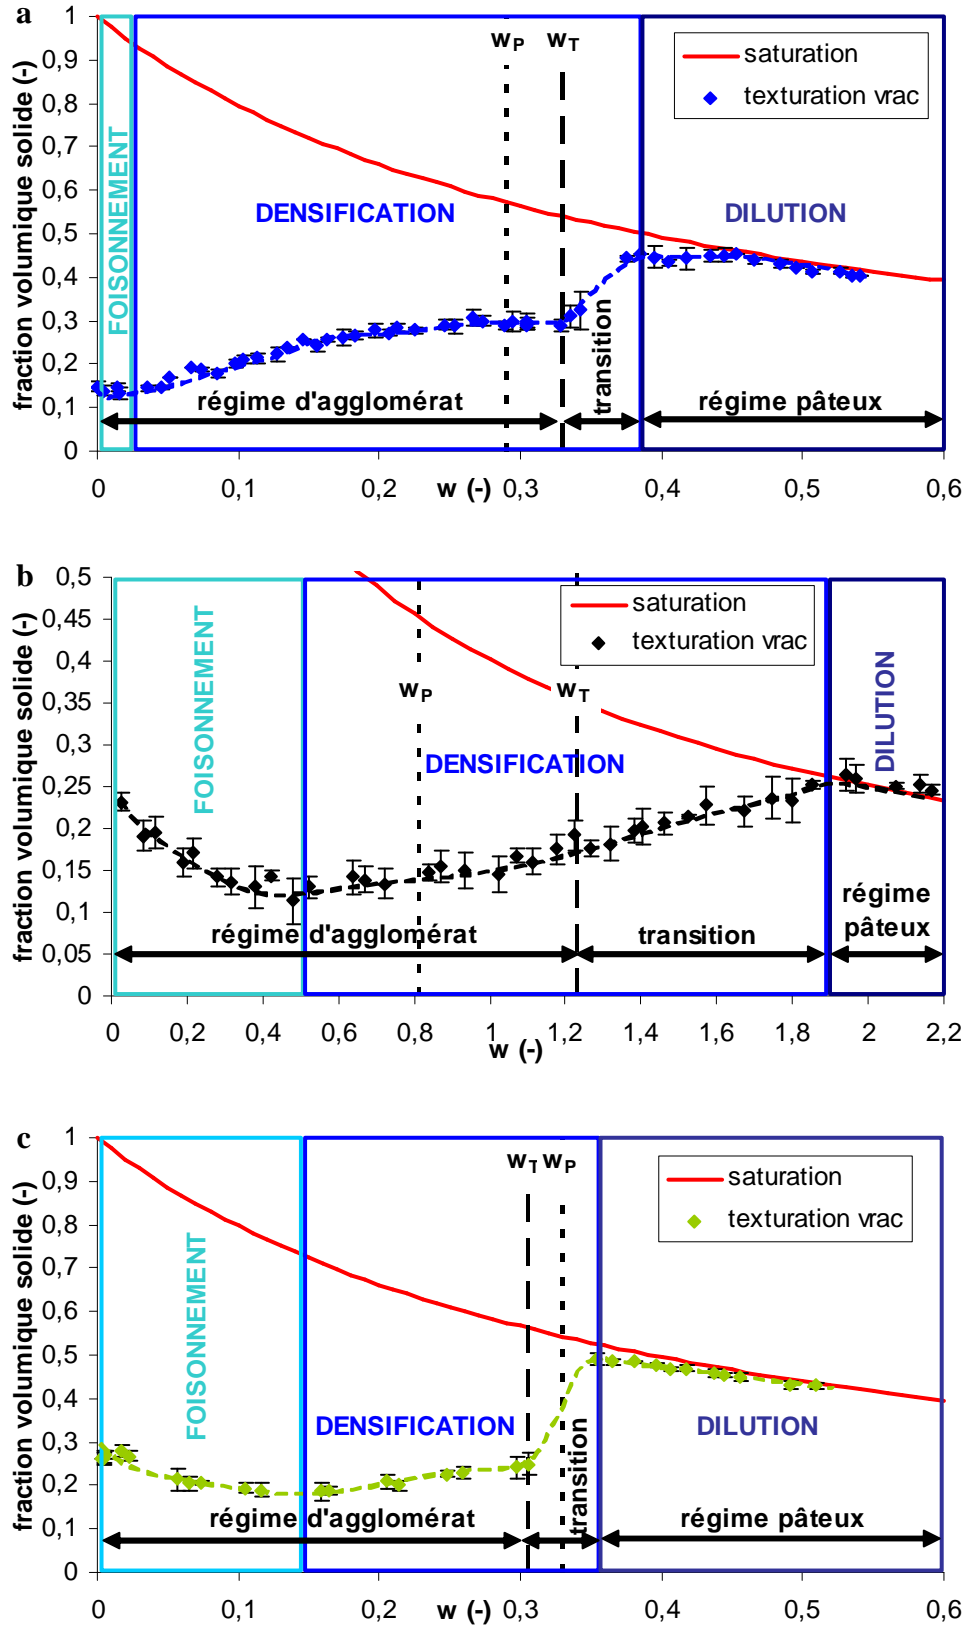 a
fraction volumique solide (-)
1
0,9
0,8
0,7
0,6
0,5
0,4
0,3
0,2
0,1
0
wP
wT
saturation
texturation vrac
FOISONNEMENT
DENSIFICATION
DILUTION
régime d'agglomérat
transition
régime pâteux
0
0,1
0,2
0,3
0,4
0,5
0,6
w (-)
b
fraction volumique solide (-)
0,5
0,45
0,4
0,35
0,3
0,25
0,2
0,15
0,1
0,05
0
saturation
texturation vrac
wP
wT
FOISONNEMENT
DENSIFICATION
DILUTION
régime d'agglomérat
transition
régime
pâteux
0
0,2
0,4
0,6
0,8
1
1,2
1,4
1,6
1,8
2
2,2
w (-)
c
fraction volumique solide (-)
1
0,9
0,8
0,7
0,6
0,5
0,4
0,3
0,2
0,1
0
wT
wP
saturation
texturation vrac
FOISONNEMENT
DENSIFICATION
DILUTION
régime d'agglomérat
transition
régime pâteux
0
0,1
0,2
0,3
0,4
0,5
0,6
w (-)